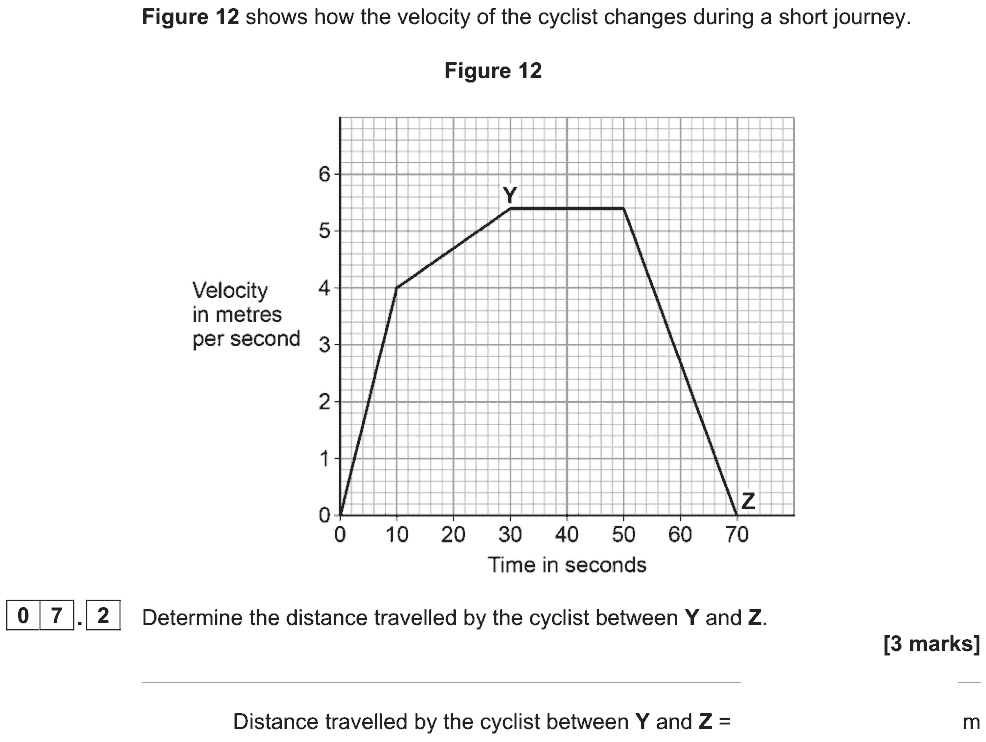 Figure 12 shows how the velocity of the cyclist changes during a short journey.
Figure 12
Velocity
in metres
per second
6
5
4
3
2
1
0
Y
Z
0 10 20 30 40 50 60 70
Time in seconds
0 7 . 2 Determine the distance travelled by the cyclist between Y and Z.
[3 marks]
Distance travelled by the cyclist between Y and Z = m